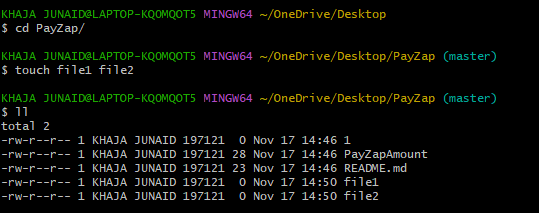 KHAJA JUNAID@LAPTOP-KQOMQOT5 MINGW64 ~/OneDrive/Desktop
$ cd PayZap/
KHAJA JUNAID@LAPTOP-KQOMQOT5 MINGW64 ~/OneDrive/Desktop/PayZap (master)
$ touch file1 file2
KHAJA JUNAID@LAPTOP-KQOMQOT5 MINGW64 ~/OneDrive/Desktop/PayZap (master)
$ ll
total 2
-rw-r--r-- 1 KHAJA JUNAID 197121  0 Nov 17 14:46 1
-rw-r--r-- 1 KHAJA JUNAID 197121 28 Nov 17 14:46 PayZapAmount
-rw-r--r-- 1 KHAJA JUNAID 197121 23 Nov 17 14:46 README.md
-rw-r--r-- 1 KHAJA JUNAID 197121  0 Nov 17 14:50 file1
-rw-r--r-- 1 KHAJA JUNAID 197121  0 Nov 17 14:50 file2